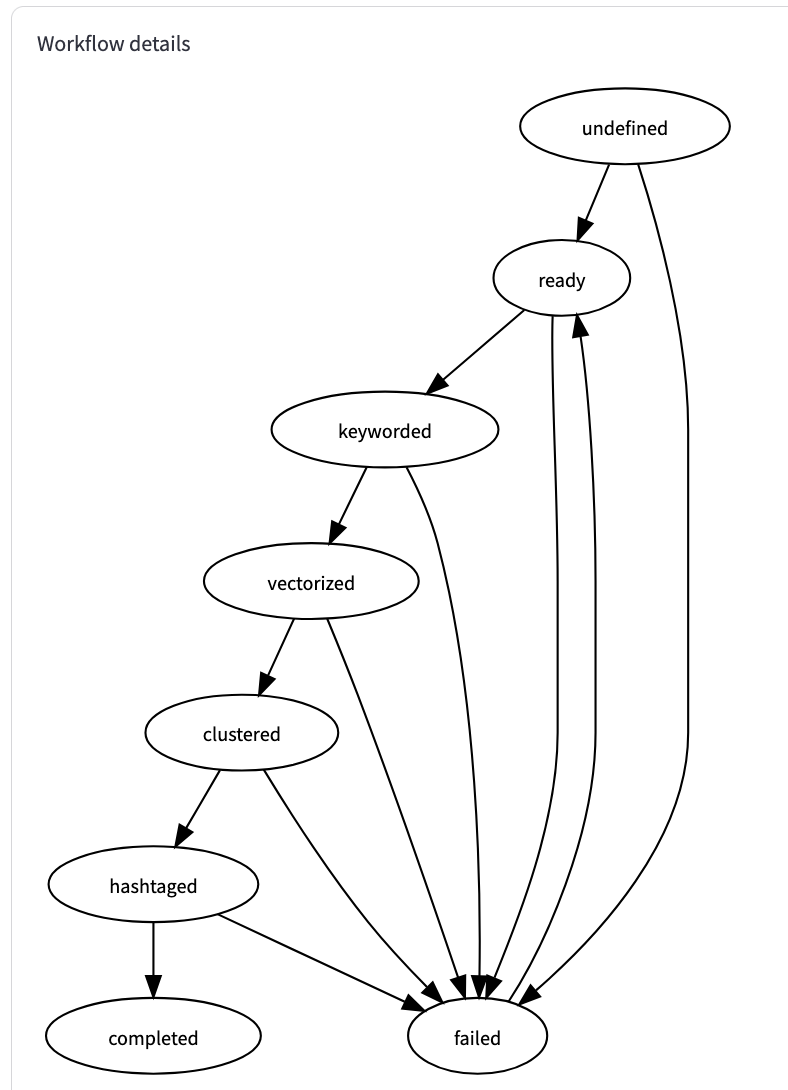 Workflow details
undefined
ready
keyworded
vectorized
clustered
hashtaged
completed
failed